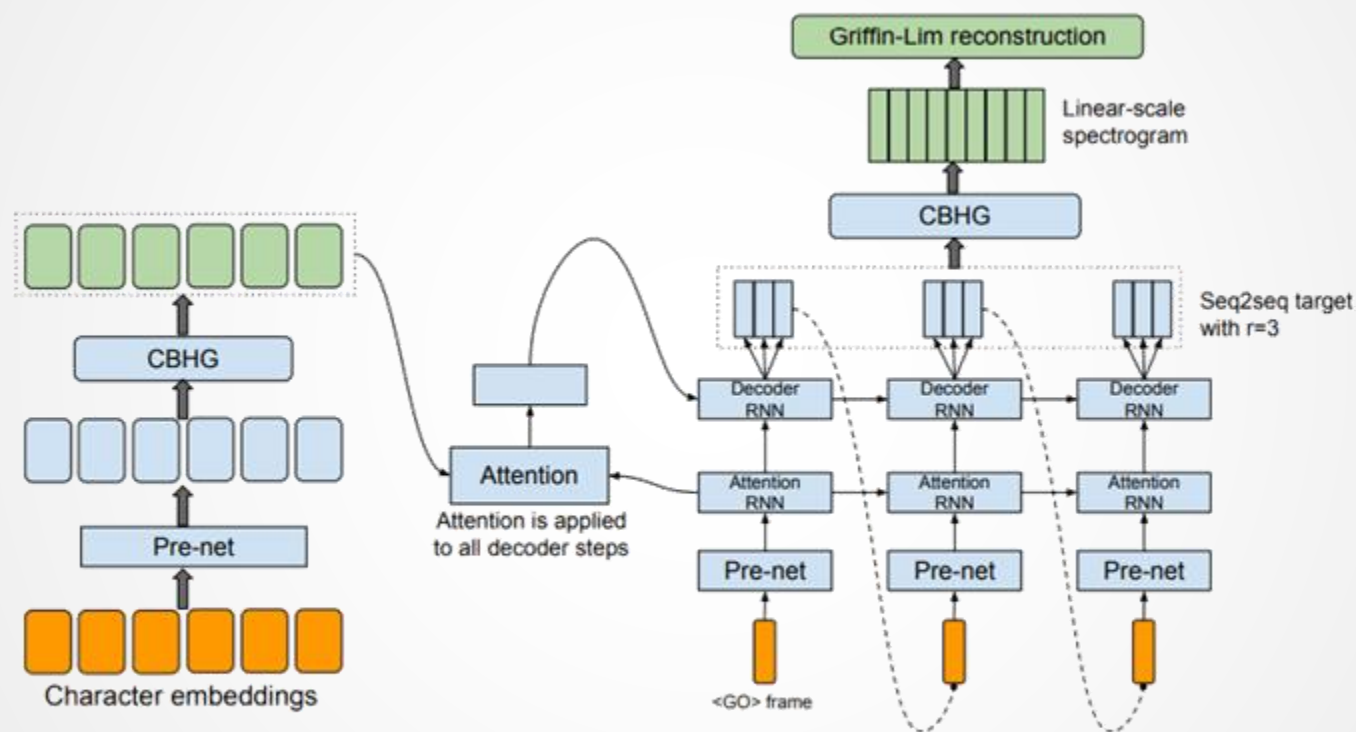 Griffin-Lim reconstruction
Linear-scale
spectrogram
CBHG
Seq2seq target
with r=3
CBHG
Decoder
RNN
Decoder
RNN
Decoder
RNN
Attention
Attention is applied
to all decoder steps
Attention
RNN
Attention
RNN
Attention
RNN
Pre-net
Pre-net
Pre-net
Pre-net
Character embeddings
<GO> frame